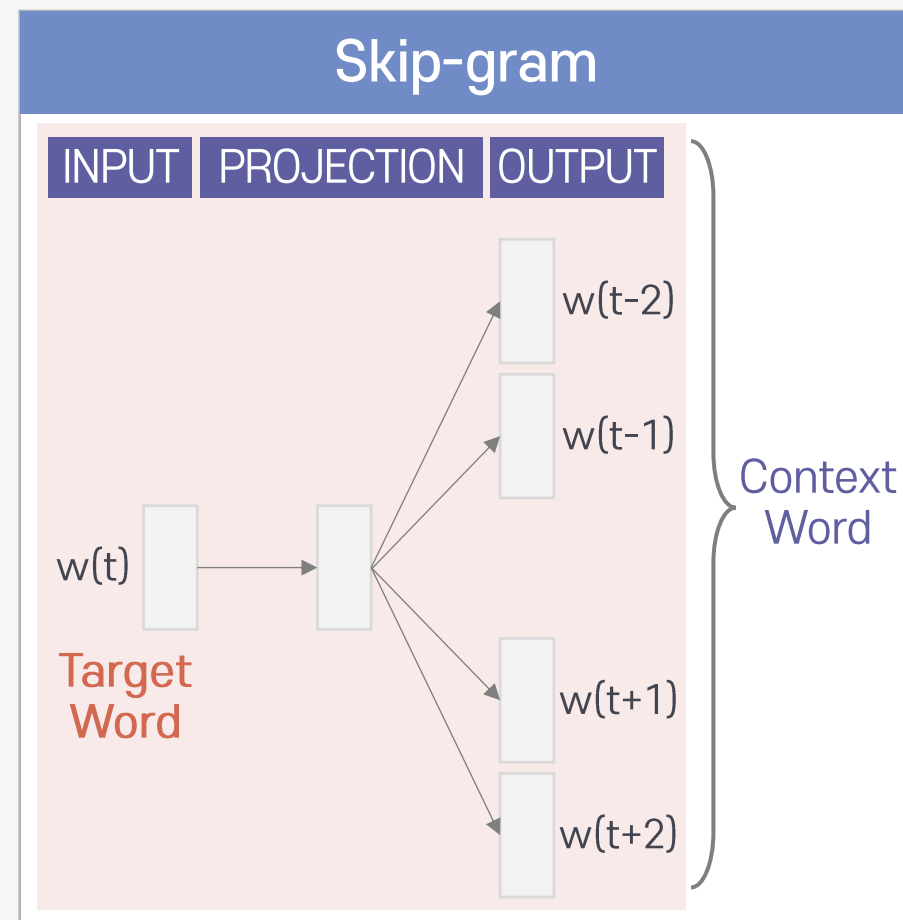 Skip-gram
INPUT PROJECTION OUTPUT
w(t-2)
w(t-1)
Context
Word
w(t)
Target
Word
w(t+1)
w(t+2)